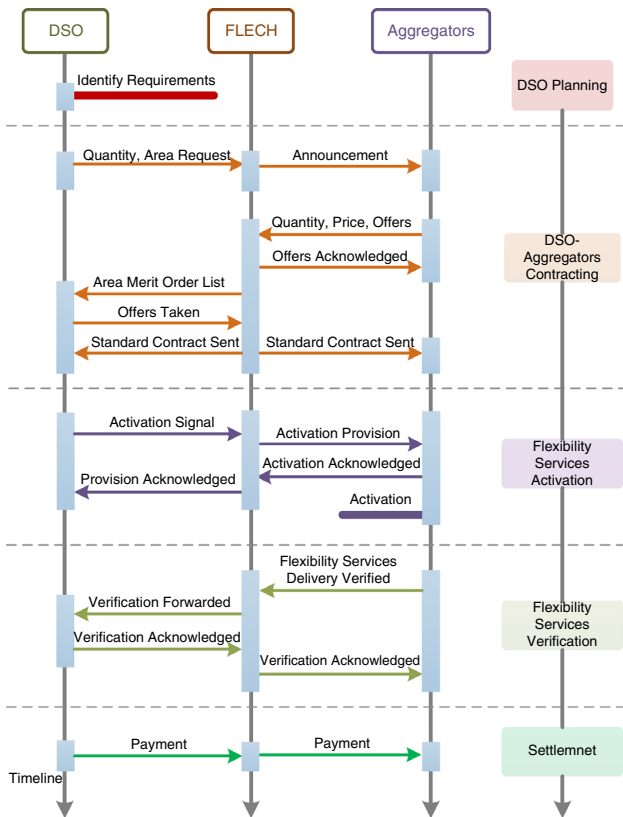 DSO
FLECH
Aggregators
Identify Requirements
DSO Planning
Quantity, Area Request
Announcement
Quantity, Price, Offers
Offers Acknowledged
DSO-
Aggregators
Contracting
Area Merit Order List
Offers Taken
Standard Contract Sent
Standard Contract Sent
Activation Signal
Activation Provision
Activation Acknowledged
Provision Acknowledged
Activation
Flexibility
Services
Activation
Flexibility Services
Delivery Verified
Verification Forwarded
Verification Acknowledged
Verification Acknowledged
Flexibility
Services
Verification
Payment
Payment
Settlemnet
Timeline